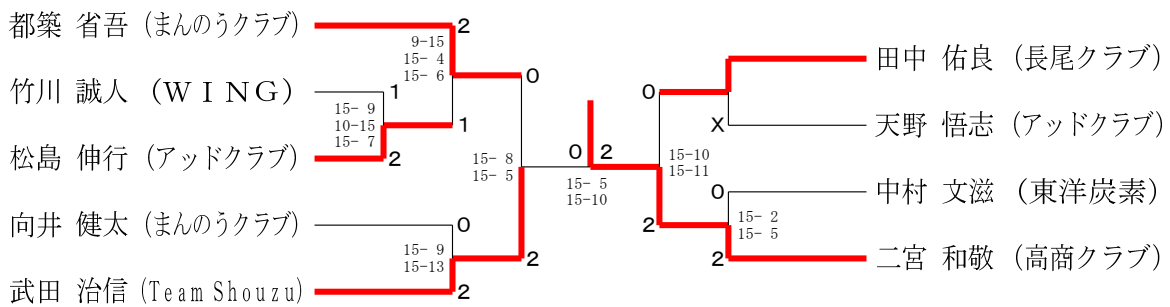 都築 省吾 (まんのうクラブ)
2
9-15
15- 4
15- 6
0
竹川 誠人 (WING)
1
15- 9
10-15
15- 7
1
松島 伸行 (アッドクラブ)
2
15- 8
15- 5
向井 健太 (まんのうクラブ)
0
15- 9
15-13
2
武田 治信 (Team Shouzu)
2
0 2
15- 5
15-10
田中 佑良 (長尾クラブ)
0
X
天野 悟志 (アッドクラブ)
15-10
15-11
中村 文滋 (東洋炭素)
0
15- 2
15- 5
2
二宮 和敬 (高商クラブ)
2